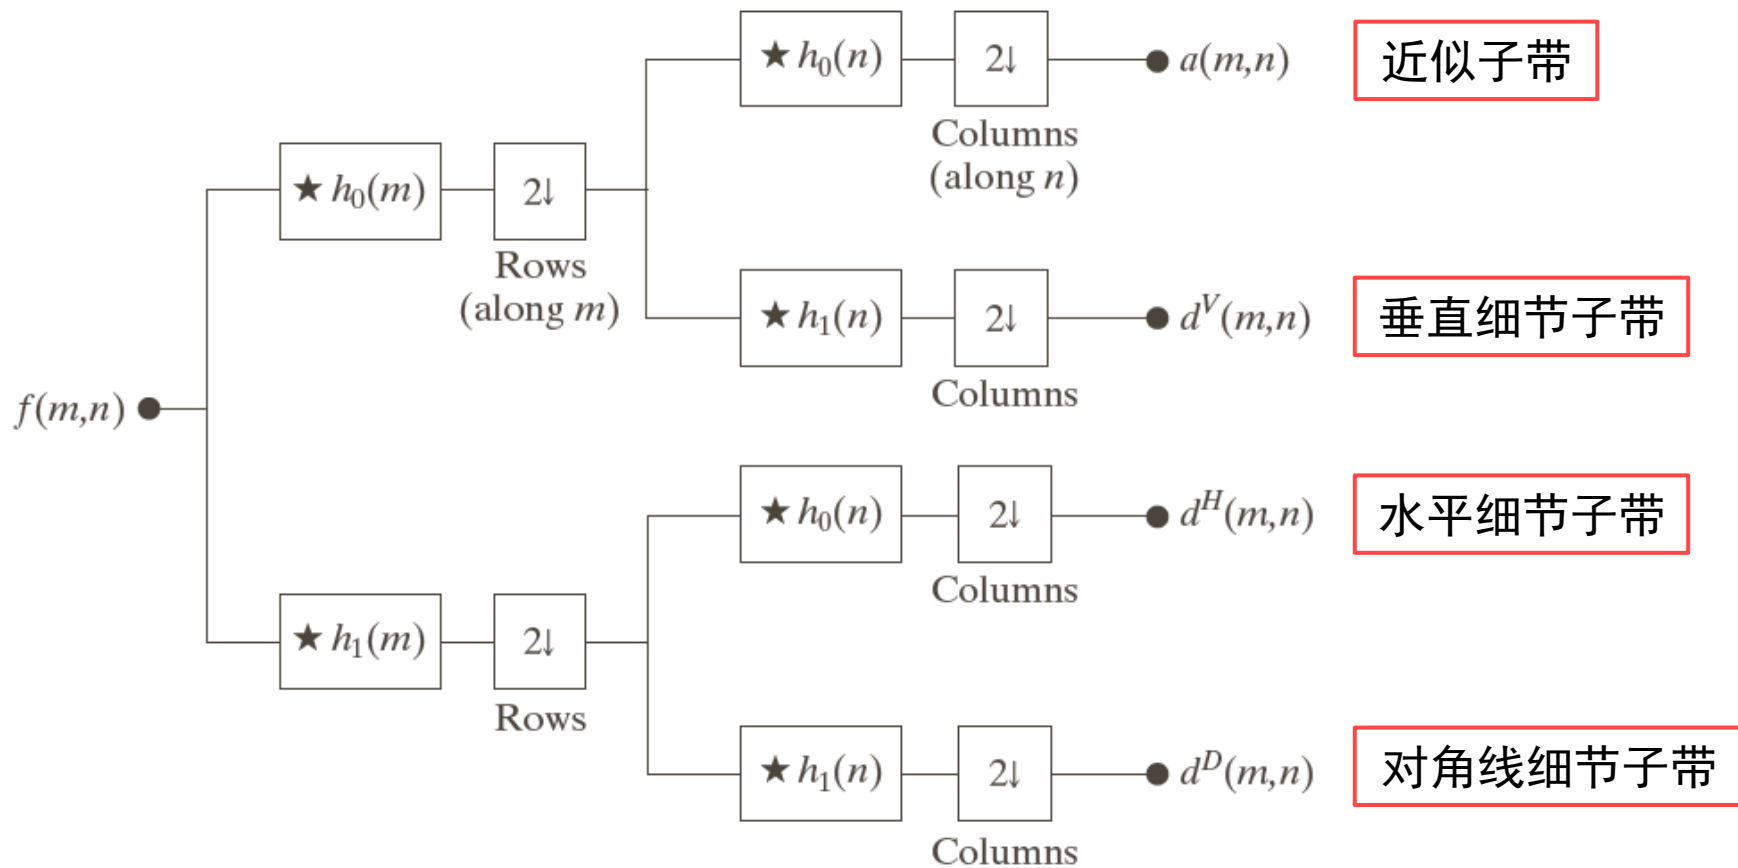 ★ h₀(n)
2↓
a(m,n)
近似子带
Columns
(along n)
★ h₀(m)
2↓
Rows
(along m)
★ h₁(n)
2↓
dⱽ(m,n)
垂直细节子带
Columns
f(m,n)
★ h₀(n)
2↓
dᴴ(m,n)
水平细节子带
Columns
★ h₁(m)
2↓
Rows
★ h₁(n)
2↓
dᴰ(m,n)
对角线细节子带
Columns